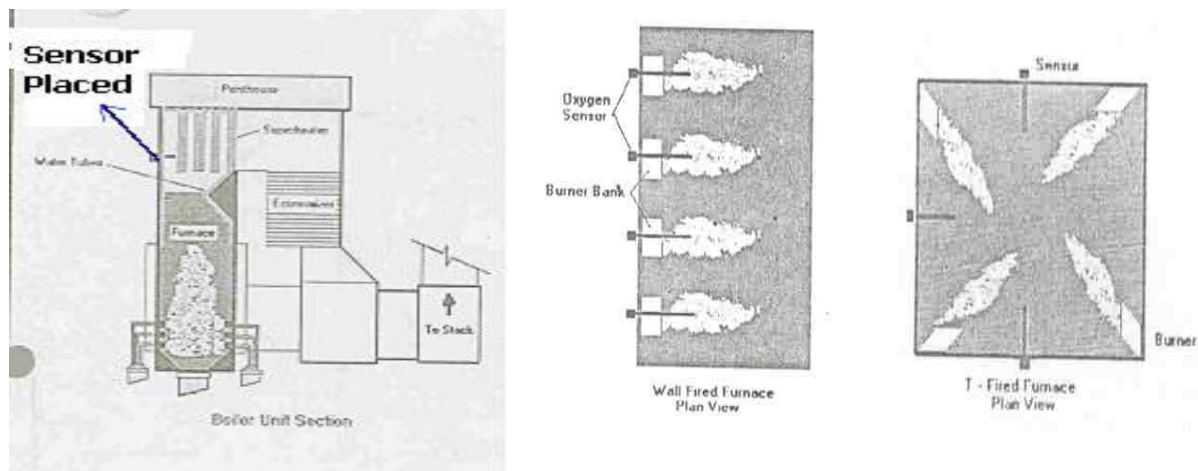 Sensor
Placed
Penthouse
Superheater
Water Tubes
Economizer
Furnace
To Stack
Boiler Unit Section
Oxygen
Sensor
Burner Bank
Wall Fired Furnace
Plan View
Sensor
Burner
T - Fired Furnace
Plan View